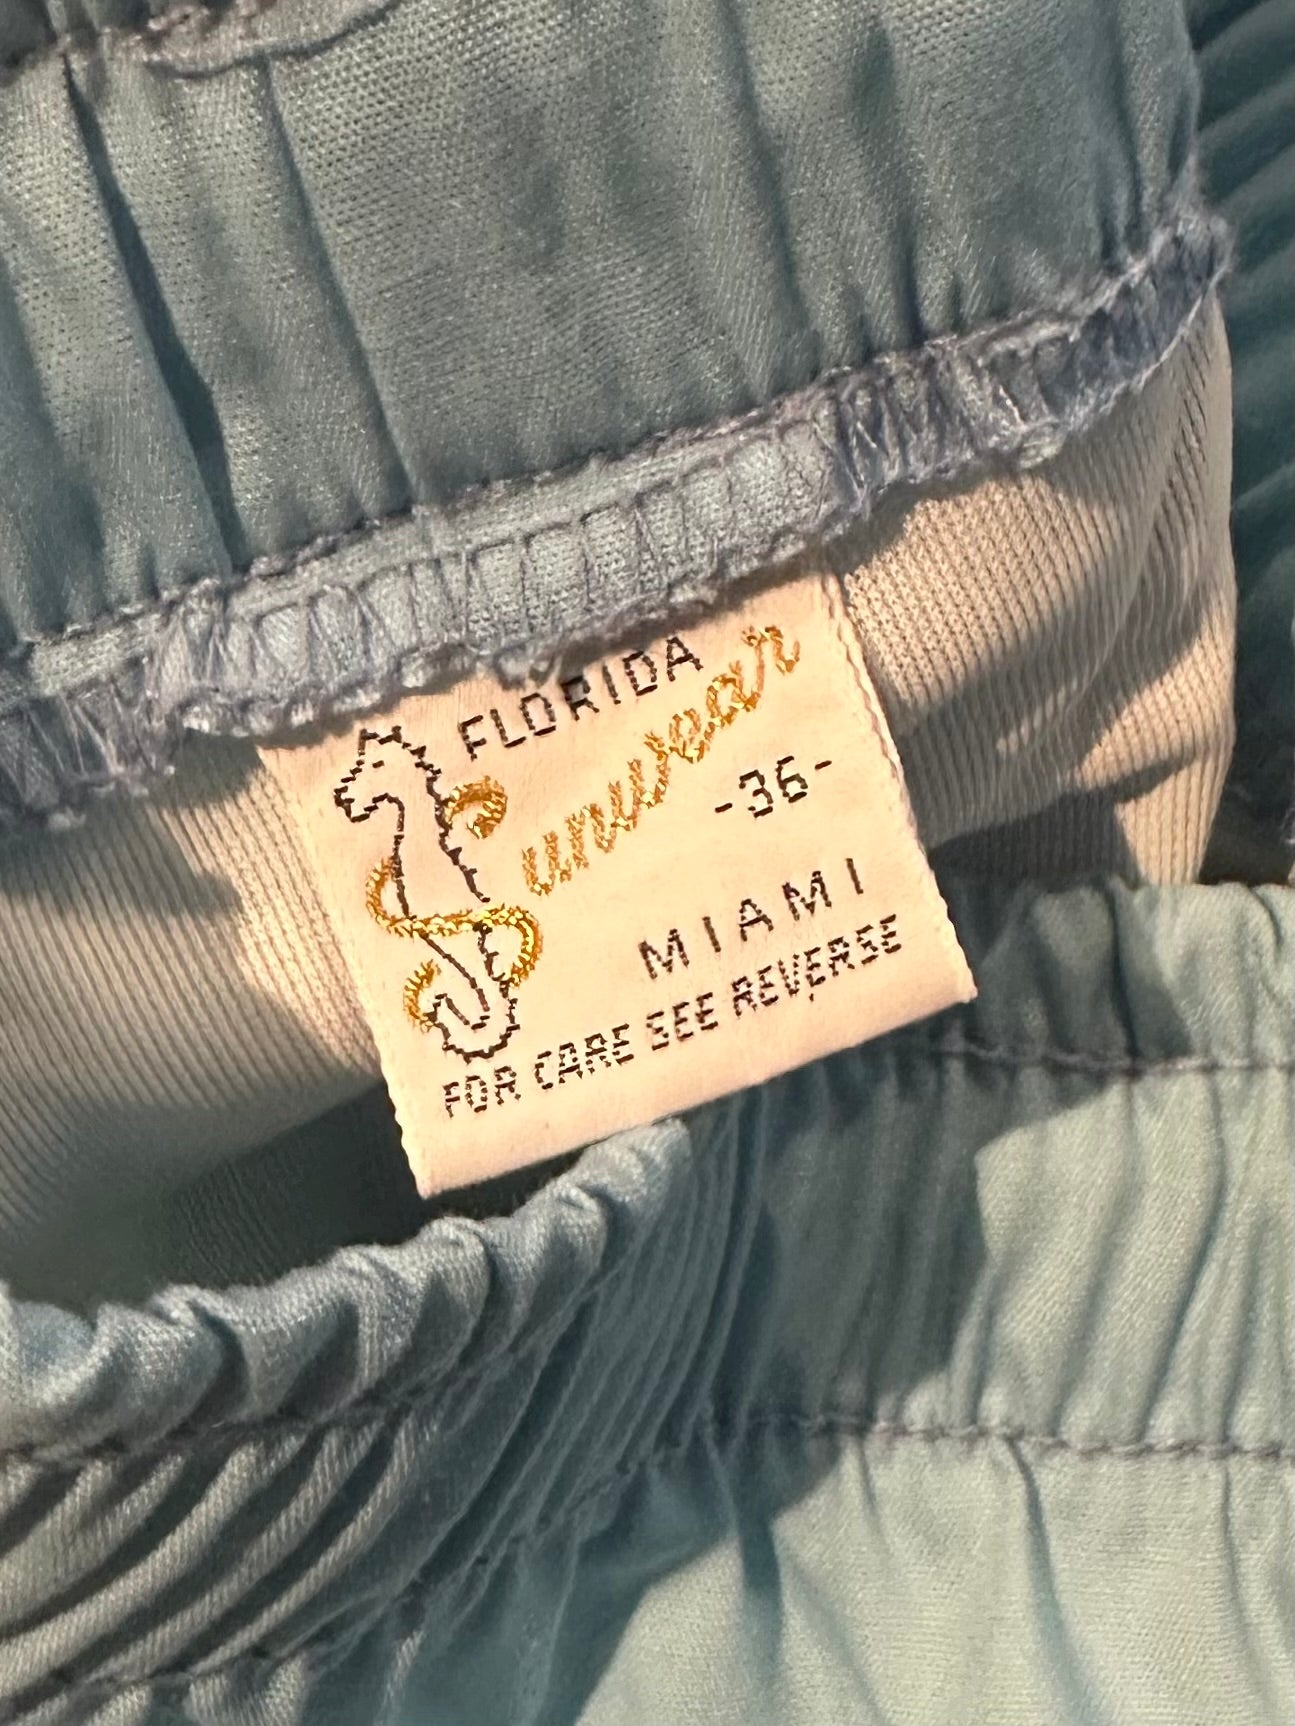 FLORIDA
Sunwear
-36-
MIAMI
FOR CARE SEE REVERSE